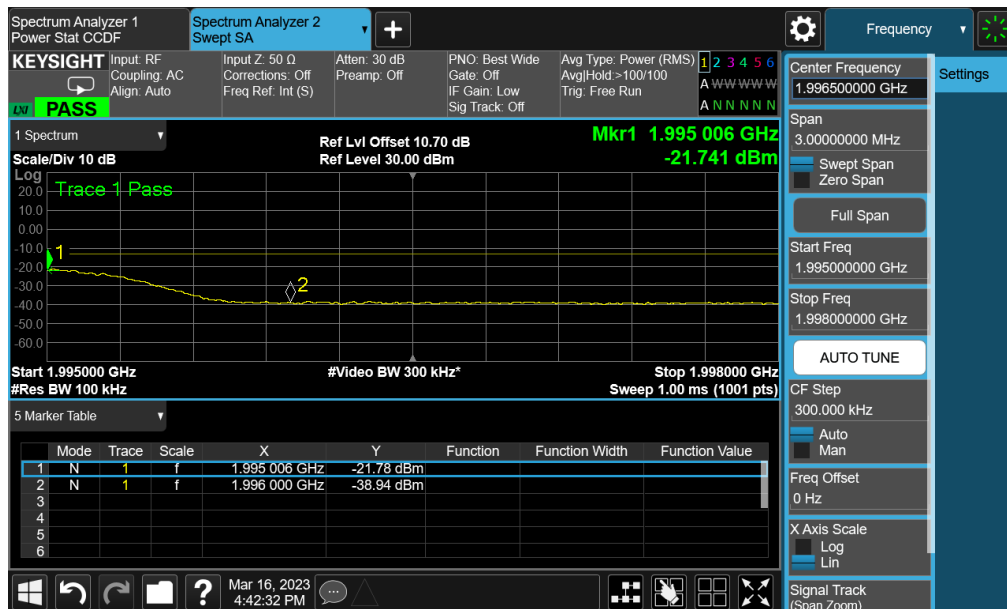 Spectrum Analyzer 1
Power Stat CCDF
Spectrum Analyzer 2
Swept SA
Frequency
KEYSIGHT
LXI
PASS
Input: RF
Coupling: AC
Align: Auto
Input Z: 50 Ω
Corrections: Off
Freq Ref: Int (S)
Atten: 30 dB
Preamp: Off
PNO: Best Wide
Gate: Off
IF Gain: Low
Sig Track: Off
Avg Type: Power (RMS)
Avg|Hold:>100/100
Trig: Free Run
1 2 3 4 5 6
A W W W W W
A N N N N N
1 Spectrum
Scale/Div 10 dB
Ref Lvl Offset 10.70 dB
Ref Level 30.00 dBm
Mkr1 1.995 006 GHz
-21.741 dBm
Log
Trace 1 Pass
20.0
10.0
0.00
-10.0
-20.0
-30.0
-40.0
-50.0
-60.0
1
2
Start 1.995000 GHz
#Video BW 300 kHz*
Stop 1.998000 GHz
#Res BW 100 kHz
Sweep 1.00 ms (1001 pts)
5 Marker Table
Mode Trace Scale X Y Function Function Width Function Value
1 N 1 f 1.995 006 GHz -21.78 dBm
2 N 1 f 1.996 000 GHz -38.94 dBm
3
4
5
6
?
Mar 16, 2023
4:42:32 PM
Center Frequency
1.996500000 GHz
Settings
Span
3.00000000 MHz
Swept Span
Zero Span
Full Span
Start Freq
1.995000000 GHz
Stop Freq
1.998000000 GHz
AUTO TUNE
CF Step
300.000 kHz
Auto
Man
Freq Offset
0 Hz
X Axis Scale
Log
Lin
Signal Track
(Span Zoom)